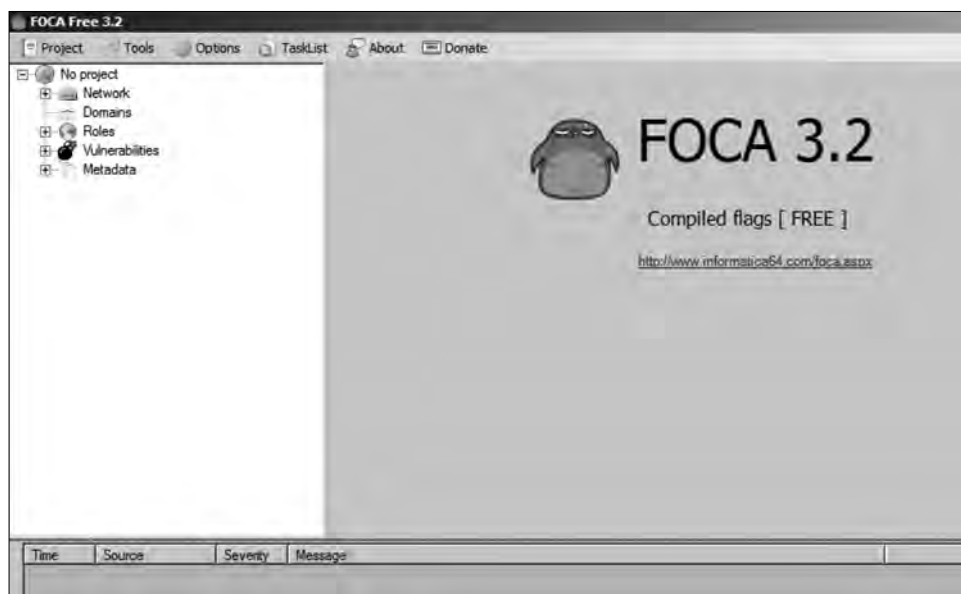 FOCA Free 3.2
Project Tools Options TaskList About Donate
No project
Network
Domains
Roles
Vulnerabilities
Metadata
FOCA 3.2
Compiled flags [ FREE ]
http://www.informatica64.com/foca.aspx
Time Source Severity Message